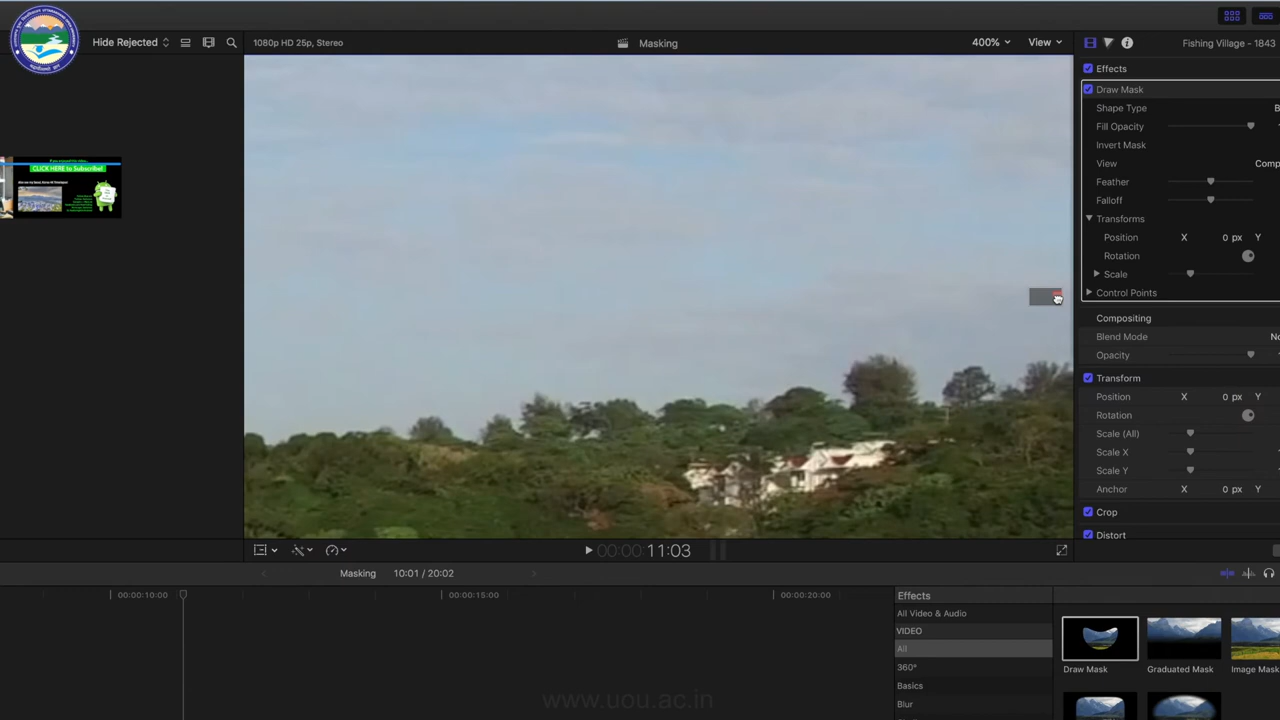 Hide Rejected
1080p HD 25p, Stereo
Masking
400%
View
Fishing Village - 1843
CLICK HERE to Subscribe!
Effects
Draw Mask
Shape Type
B
Fill Opacity
Invert Mask
View
Comp
Feather
Falloff
Transforms
Position X 0 px Y
Rotation
Scale
Control Points
Compositing
Blend Mode
No
Opacity
Transform
Position X 0 px Y
Rotation
Scale (All)
Scale X
Scale Y
Anchor X 0 px Y
Crop
Distort
00:00:11:03
Masking 10:01 / 20:02
00:00:10:00
00:00:15:00
00:00:20:00
Effects
All Video & Audio
VIDEO
All
360°
Basics
Blur
Draw Mask
Graduated Mask
Image Mask
www.uou.ac.in